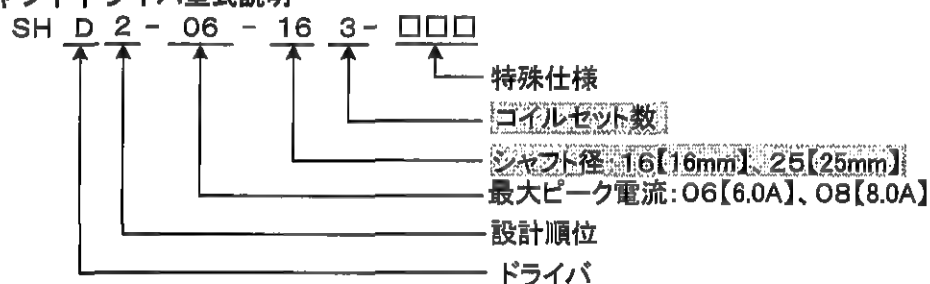 SH D 2 - 06 - 16 3 - □□□
特殊仕様
コイルセット数
シャフト径:16【16mm】、25【25mm】
最大ピーク電流:06【6.0A】、08【8.0A】
設計順位
ドライバ